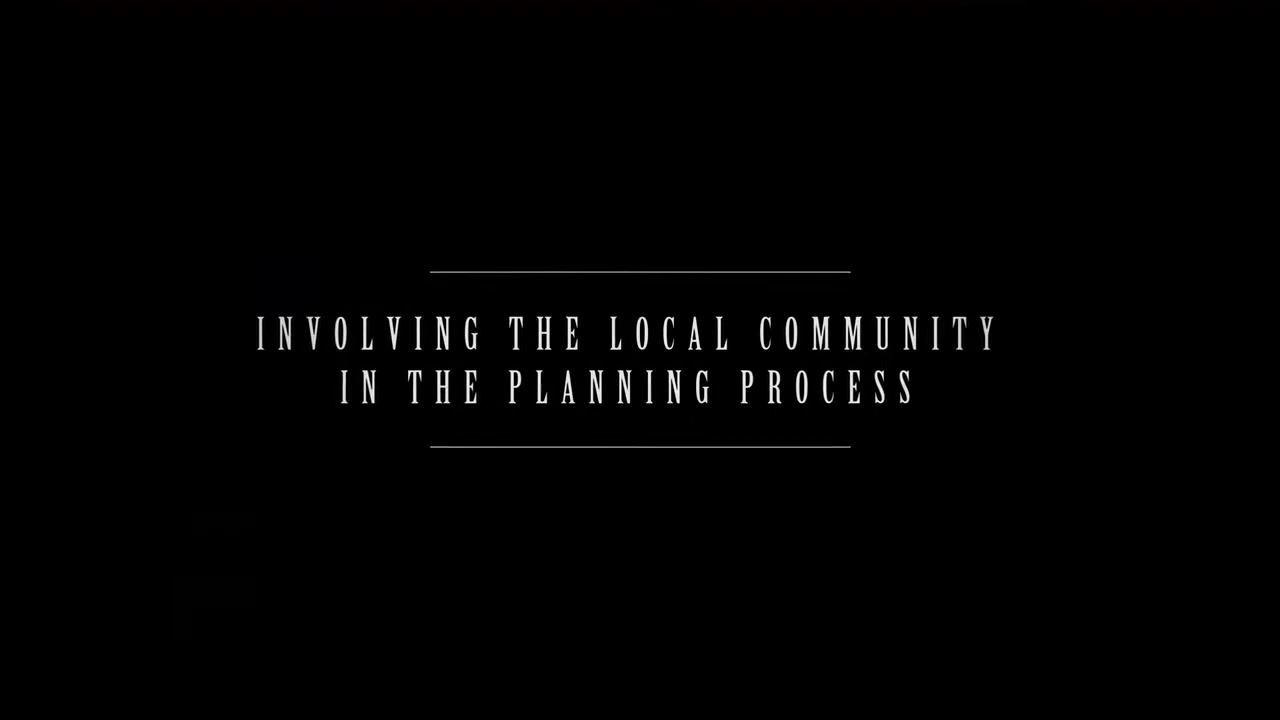 INVOLVING THE LOCAL COMMUNITY
IN THE PLANNING PROCESS